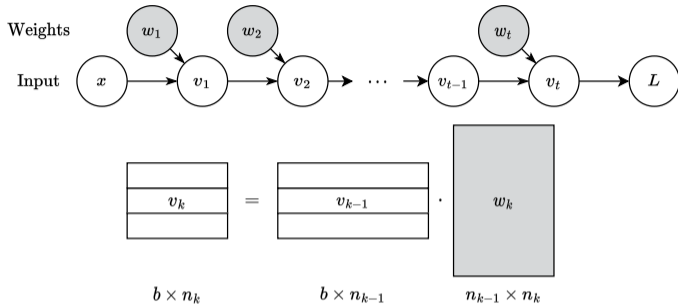 Weights w₁ w₂ wₜ
Input x v₁ v₂ ⋯ vₜ₋₁ vₜ L
vₖ = vₖ₋₁ · wₖ
b × nₖ b × nₖ₋₁ nₖ₋₁ × nₖ